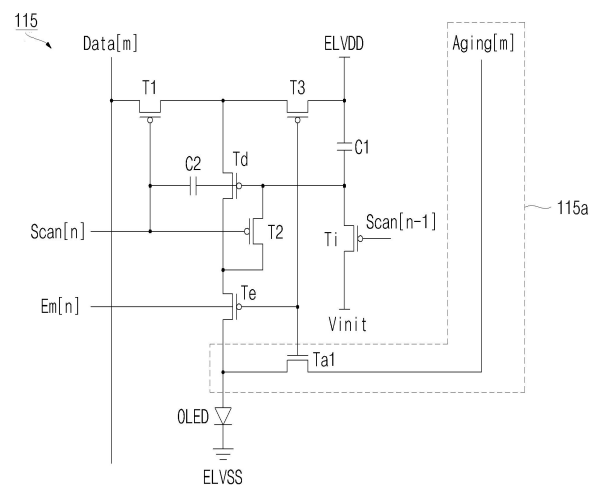 115
Data[m]
ELVDD
Aging[m]
T1
T3
C1
C2
Td
Scan[n]
T2
Ti
Scan[n-1]
115a
Em[n]
Te
Vinit
Ta1
OLED
ELVSS